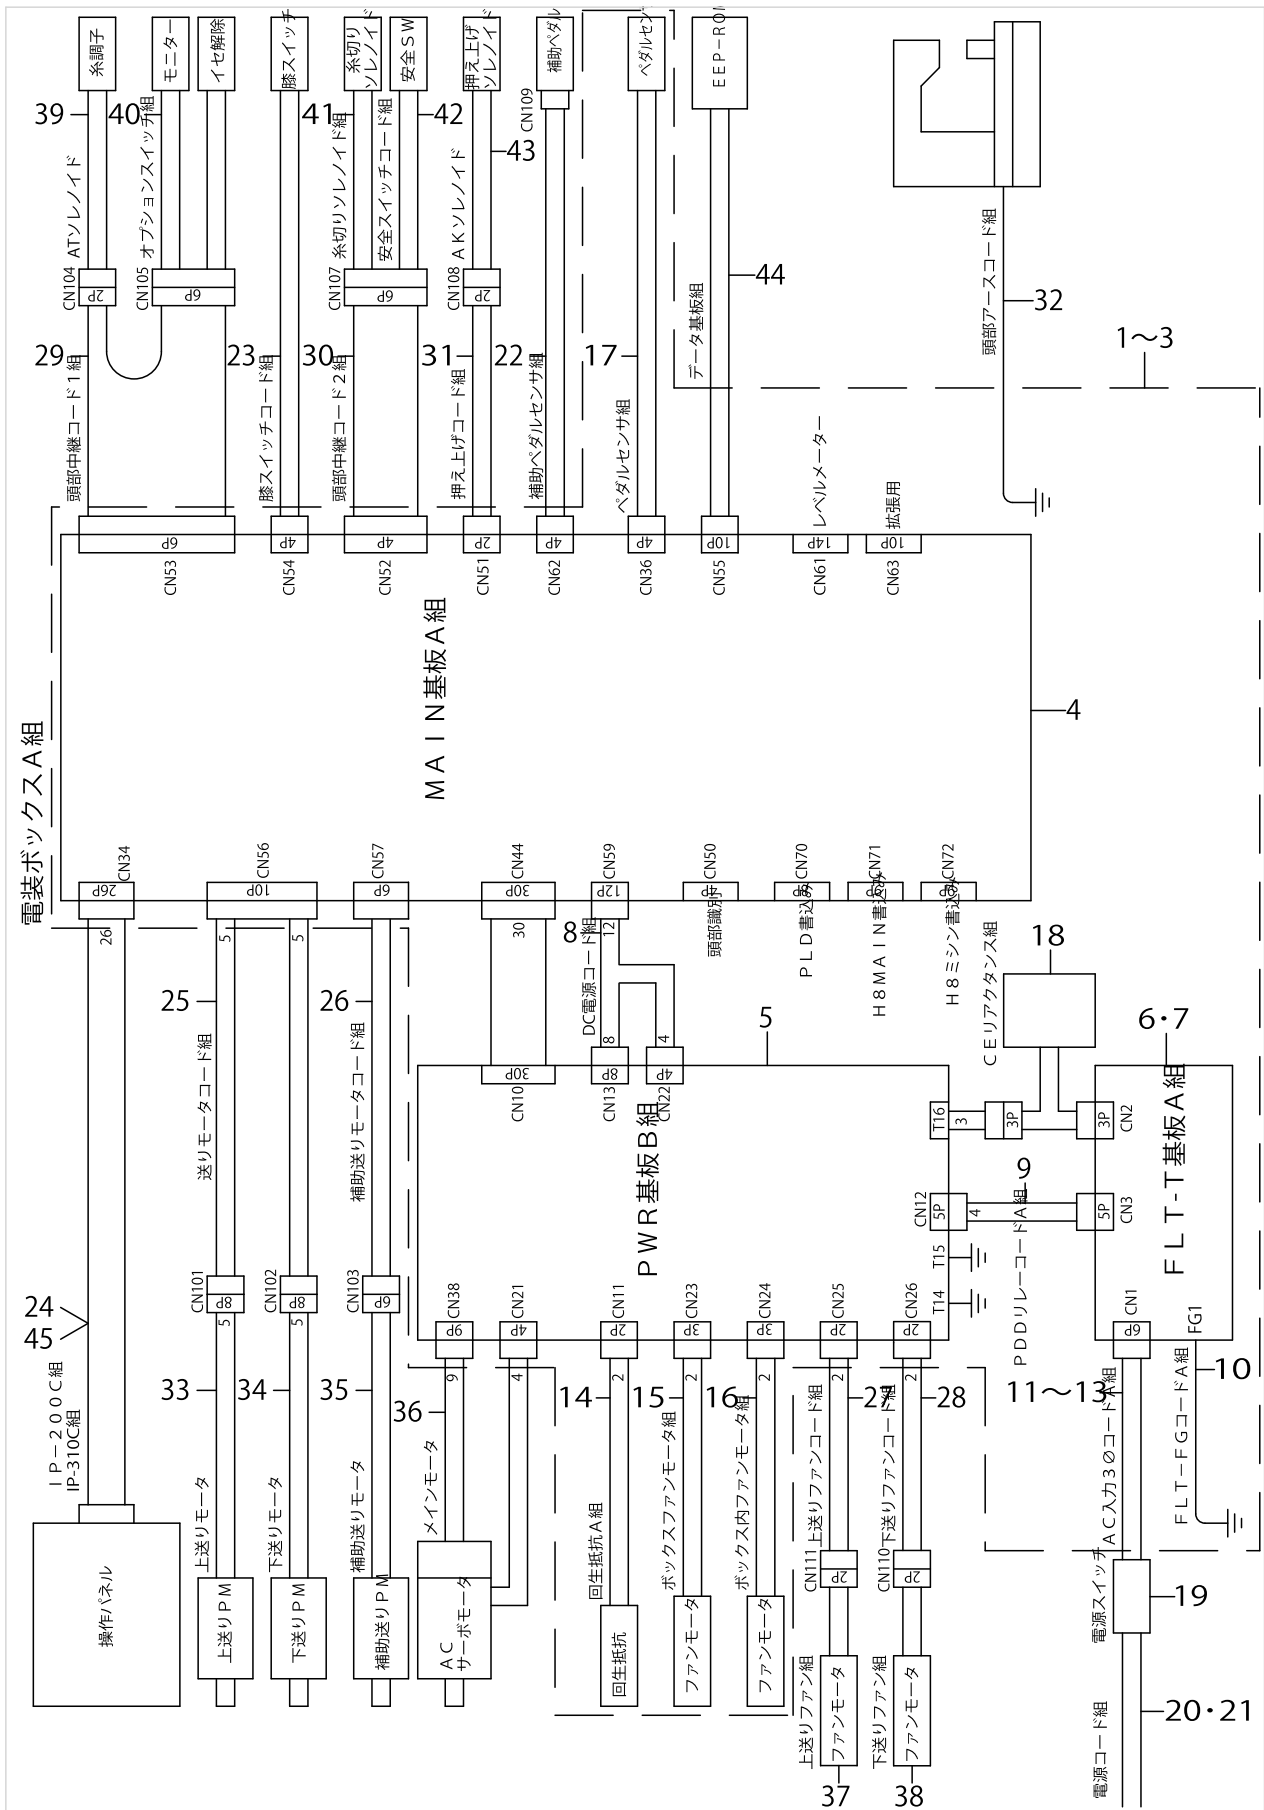 糸調子
モニター
イセ解除
膝スイッチ
糸切り
ソレノイド
安全ＳＷ
押え上げ
ソレノイド
補助ペダル
ペダルセン
ＥＥＰ－ＲＯＭ
39
40
41
42
43
44
32
CN109
ATソレノイド
オプションスイッチ組
糸切りソレノイド組
安全スイッチコード組
ＡＫソレノイド
データ基板組
頭部アースコード組
CN104
2P
CN105
6P
CN107
6P
CN108
2P
1～3
29
23
30
31
22
17
頭部中継コード１組
膝スイッチコード組
頭部中継コード２組
押え上げコード組
補助ペダルセンサ組
ペダルセンサ組
レベルメーター
拡張用
6P
4P
4P
2P
4P
4P
10P
14P
10P
CN53
CN54
CN52
CN51
CN62
CN36
CN55
CN61
CN63
ＭＡＩＮ基板Ａ組
4
電装ボックスＡ組
CN34
CN56
CN57
CN44
CN59
CN50
CN70
CN71
CN72
26P
10P
6P
30P
12P
4P
26
5
5
30
12
8
頭部識別
ＰＬＤ書込み
Ｈ８ＭＡＩＮ書込み
Ｈ８ミシン書込み
DC電源コード組
25
26
送りモータコード組
補助送りモータコード組
8
4
5
ＣＥリアクタンス組
18
6・7
30P
8P
4P
CN10
CN13
CN22
ＰＷＲ基板Ｂ組
T16
3
3P
3P
CN2
9
CN12
5P
4
5P
CN3
ＦＬＴ-Ｔ基板Ａ組
ＰＤＤリレーコードＡ組
T15
T14
CN101
8P
5
CN102
8P
5
CN103
6P
24
45
CN38
CN21
CN11
CN23
CN24
CN25
CN26
CN1
FG1
9P
4P
2P
3P
3P
2P
2P
6P
9
4
2
2
2
2
2
ＩＰ－２００Ｃ組
IP-310C組
33
34
35
36
14
15
16
27
28
11～13
10
上送りモータ
下送りモータ
補助送りモータ
メインモータ
回生抵抗Ａ組
ボックスファンモータ組
ボックス内ファンモータ組
上送りファンコード組
下送りファンコード組
ＡＣ入力３∅コードＡ組
ＦＬＴ－ＦＧコードＡ組
CN111
2P
CN110
2P
電源スイッチ
19
操作パネル
上送りＰＭ
下送りＰＭ
補助送りＰＭ
ＡＣ
サーボモータ
回生抵抗
ファンモータ
ファンモータ
上送りファン組
ファンモータ
下送りファン組
ファンモータ
37
38
電源コード組
20・21